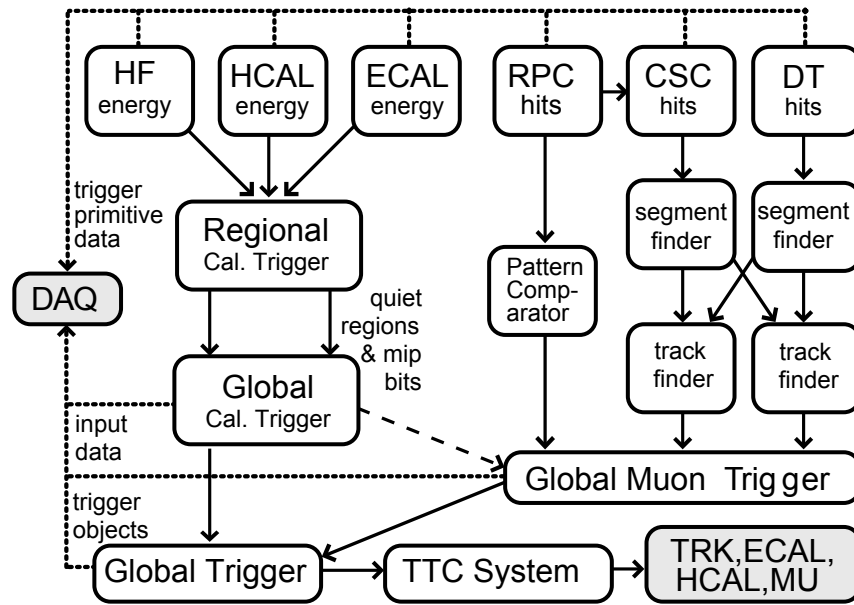 HF
energy
HCAL
energy
ECAL
energy
RPC
hits
CSC
hits
DT
hits
trigger
primitive
data
Regional
Cal. Trigger
segment
finder
segment
finder
DAQ
Pattern
Comp-
arator
quiet
regions
& mip
bits
Global
Cal. Trigger
track
finder
track
finder
input
data
Global Muon Trigger
trigger
objects
Global Trigger
TTC System
TRK,ECAL,
HCAL,MU